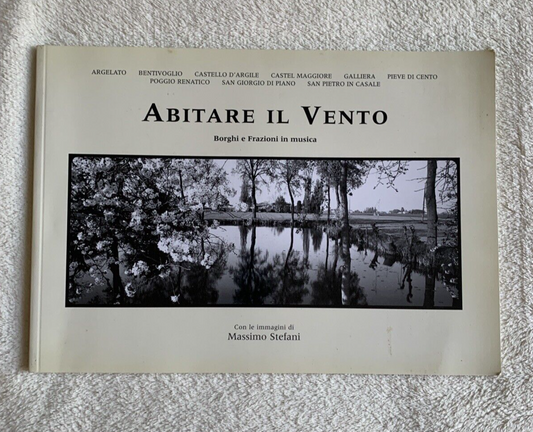 ARGELATO BENTIVOGLIO CASTELLO D'ARGILE CASTEL MAGGIORE GALLIERA PIEVE DI CENTO
POGGIO RENATICO SAN GIORGIO DI PIANO SAN PIETRO IN CASALE
ABITARE IL VENTO
Borghi e Frazioni in musica
Con le immagini di
Massimo Stefani